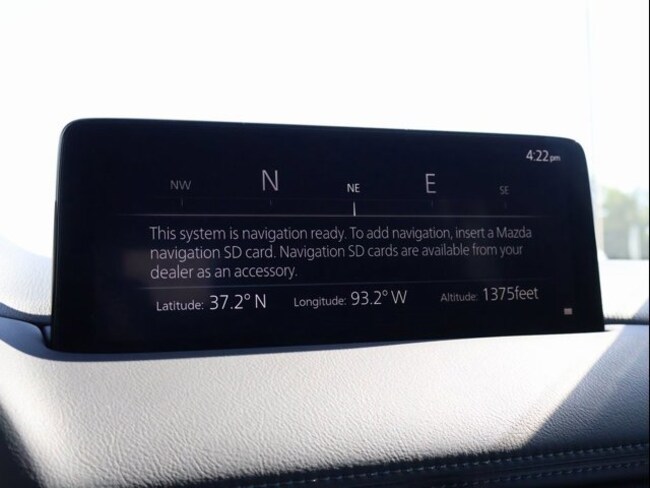 4:22pm
NW N NE E SE
This system is navigation ready. To add navigation, insert a Mazda
navigation SD card. Navigation SD cards are available from your
dealer as an accessory.
Latitude: 37.2° N Longitude: 93.2° W Altitude: 1375feet